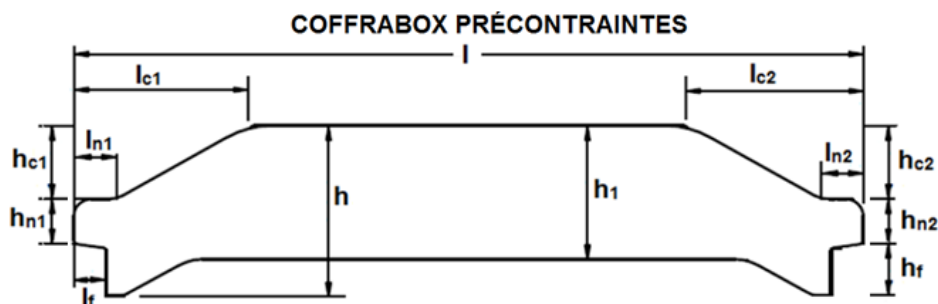 COFFRABOX PRÉCONTRAINTES
l
lc1
lc2
ln1
ln2
hc1
hc2
h
h1
hn1
hn2
hf
lf